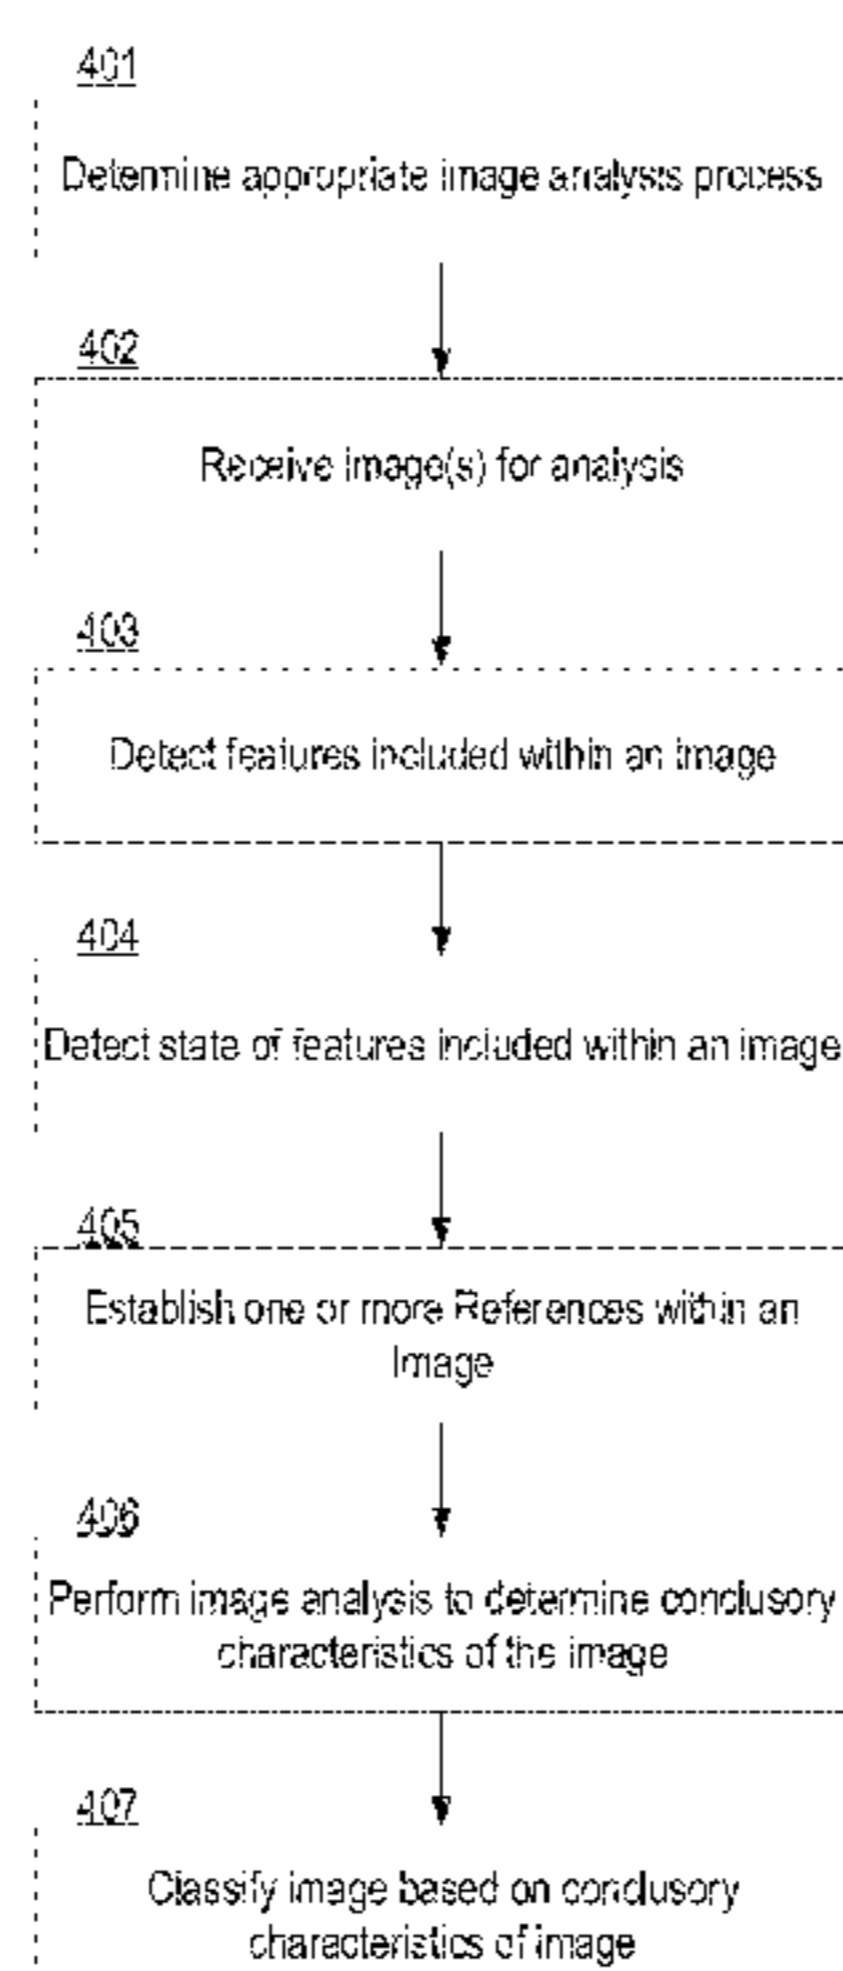 401
Determine appropriate image analysis process
402
Receive image(s) for analysis
403
Detect features included within an image
404
Detect state of features included within an image
405
Establish one or more References within an
Image
406
Perform image analysis to determine conclusory
characteristics of the image
407
Classify image based on conclusory
characteristics of image